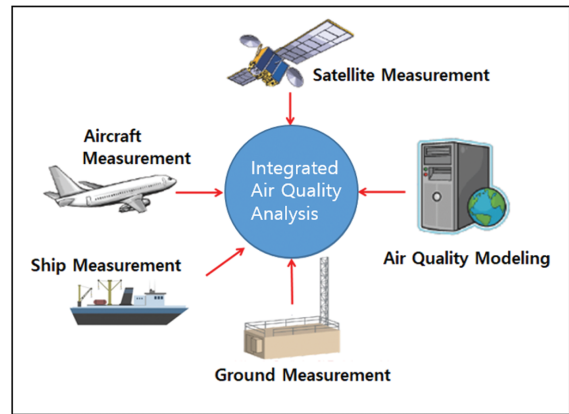 Satellite Measurement
Aircraft
Measurement
Integrated
Air Quality
Analysis
Air Quality Modeling
Ship Measurement
Ground Measurement